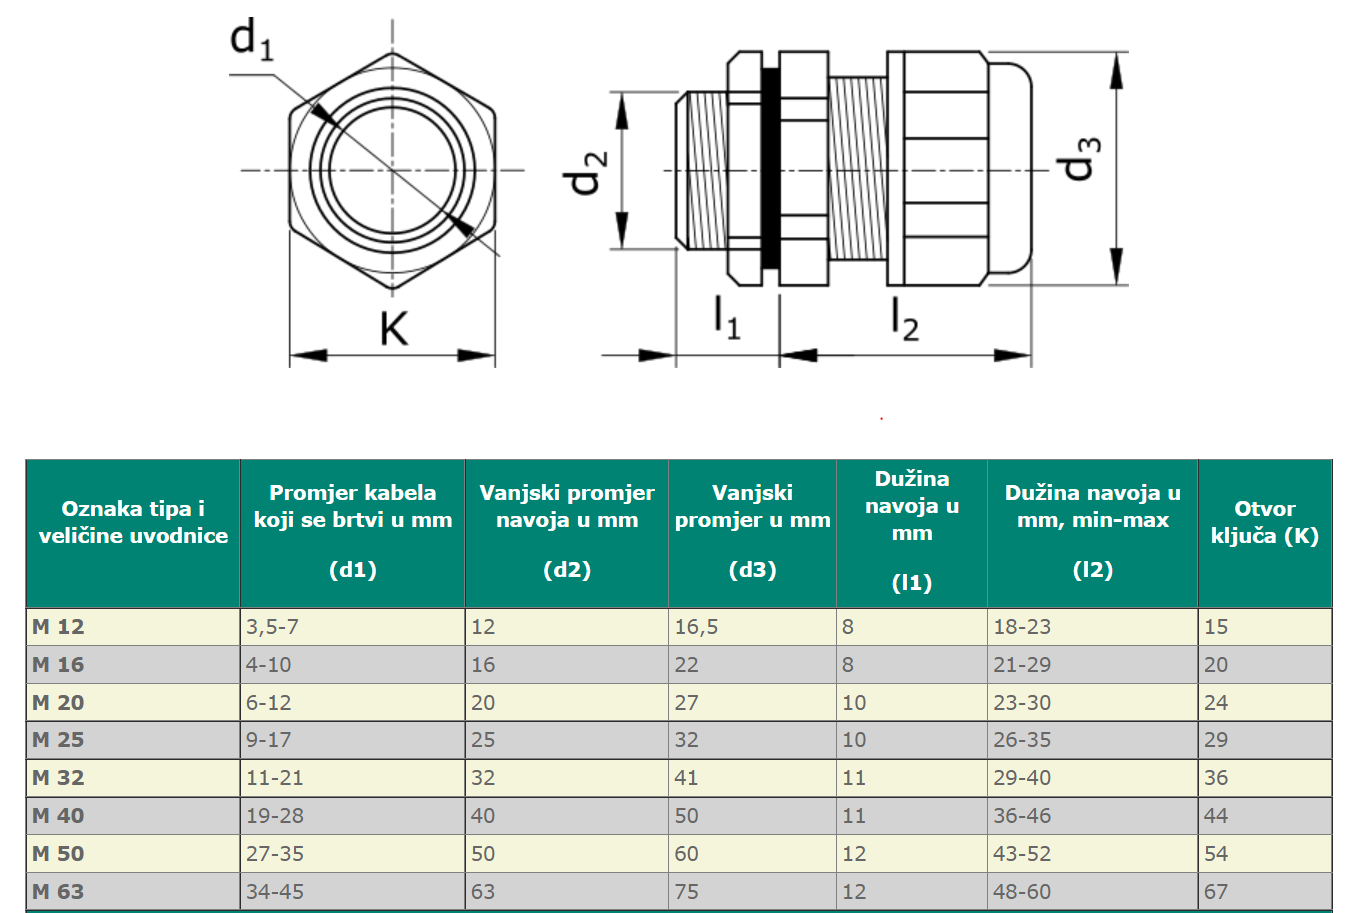 d1
d2
d3
K
l1
l2
Oznaka tipa i
veličine uvodnice
Promjer kabela
koji se brtvi u mm
(d1)
Vanjski promjer
navoja u mm
(d2)
Vanjski
promjer u mm
(d3)
Dužina
navoja u
mm
(l1)
Dužina navoja u
mm, min-max
(l2)
Otvor
ključa (K)
M 12 3,5-7 12 16,5 8 18-23 15
M 16 4-10 16 22 8 21-29 20
M 20 6-12 20 27 10 23-30 24
M 25 9-17 25 32 10 26-35 29
M 32 11-21 32 41 11 29-40 36
M 40 19-28 40 50 11 36-46 44
M 50 27-35 50 60 12 43-52 54
M 63 34-45 63 75 12 48-60 67